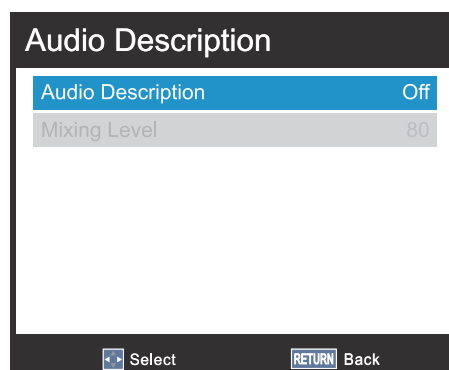 Audio Description
Audio Description Off
Mixing Level 80
Select RETURN Back